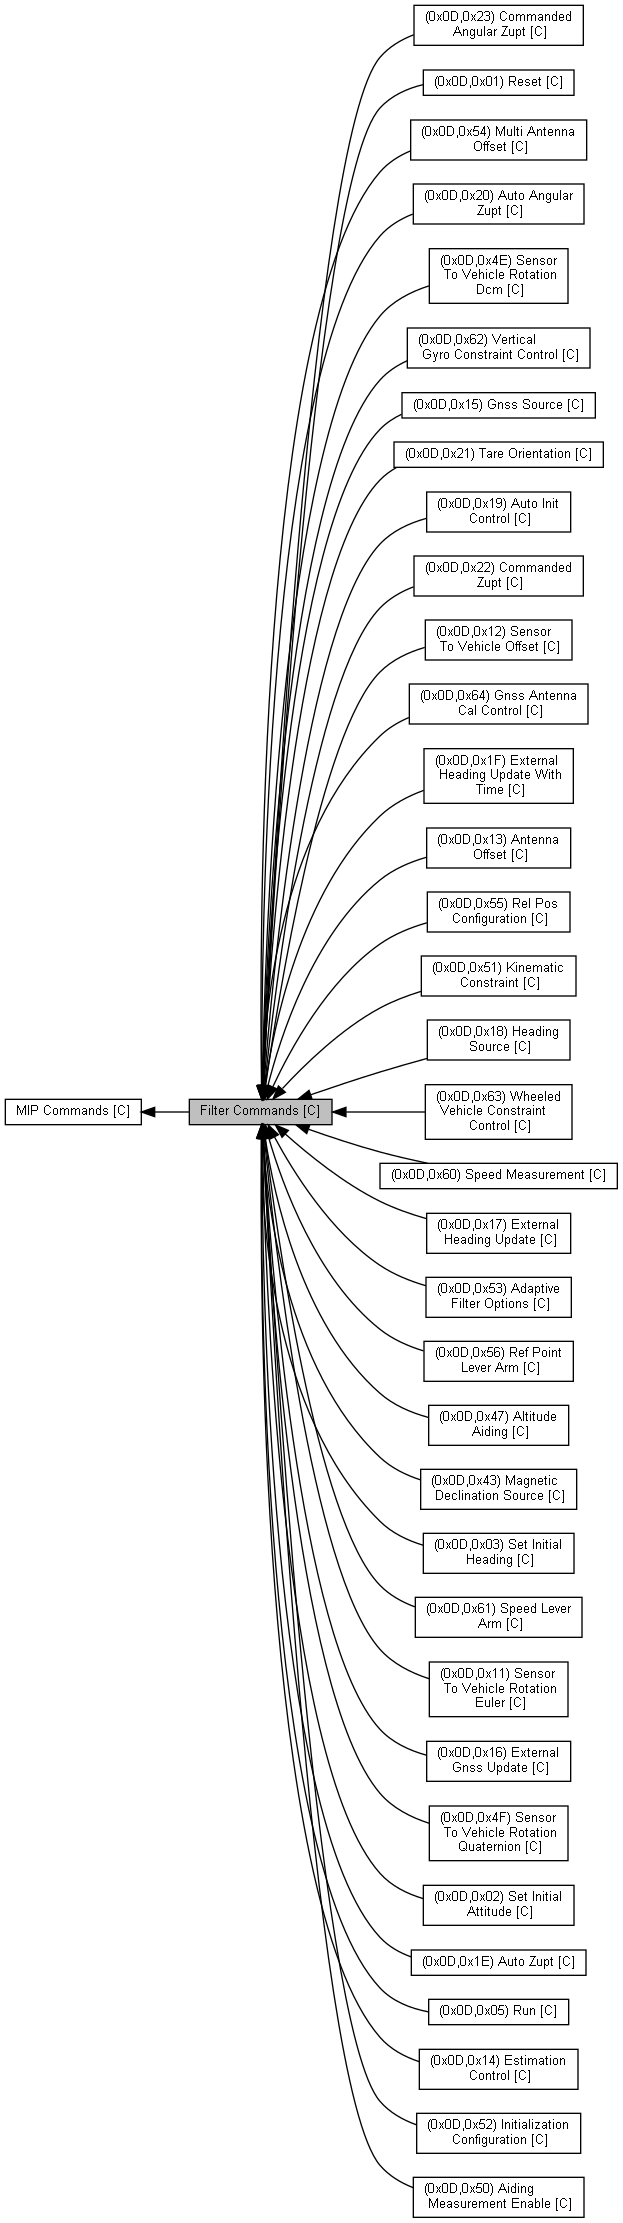 (0x0D,0x23) Commanded
Angular Zupt [C]
(0x0D,0x01) Reset [C]
(0x0D,0x54) Multi Antenna
Offset [C]
(0x0D,0x20) Auto Angular
Zupt [C]
(0x0D,0x4E) Sensor
To Vehicle Rotation
Dcm [C]
(0x0D,0x62) Vertical
Gyro Constraint Control [C]
(0x0D,0x15) Gnss Source [C]
(0x0D,0x21) Tare Orientation [C]
(0x0D,0x19) Auto Init
Control [C]
(0x0D,0x22) Commanded
Zupt [C]
(0x0D,0x12) Sensor
To Vehicle Offset [C]
(0x0D,0x64) Gnss Antenna
Cal Control [C]
(0x0D,0x1F) External
Heading Update With
Time [C]
(0x0D,0x13) Antenna
Offset [C]
(0x0D,0x55) Rel Pos
Configuration [C]
(0x0D,0x51) Kinematic
Constraint [C]
(0x0D,0x18) Heading
Source [C]
MIP Commands [C]
Filter Commands [C]
(0x0D,0x63) Wheeled
Vehicle Constraint
Control [C]
(0x0D,0x60) Speed Measurement [C]
(0x0D,0x17) External
Heading Update [C]
(0x0D,0x53) Adaptive
Filter Options [C]
(0x0D,0x56) Ref Point
Lever Arm [C]
(0x0D,0x47) Altitude
Aiding [C]
(0x0D,0x43) Magnetic
Declination Source [C]
(0x0D,0x03) Set Initial
Heading [C]
(0x0D,0x61) Speed Lever
Arm [C]
(0x0D,0x11) Sensor
To Vehicle Rotation
Euler [C]
(0x0D,0x16) External
Gnss Update [C]
(0x0D,0x4F) Sensor
To Vehicle Rotation
Quaternion [C]
(0x0D,0x02) Set Initial
Attitude [C]
(0x0D,0x1E) Auto Zupt [C]
(0x0D,0x05) Run [C]
(0x0D,0x14) Estimation
Control [C]
(0x0D,0x52) Initialization
Configuration [C]
(0x0D,0x50) Aiding
Measurement Enable [C]